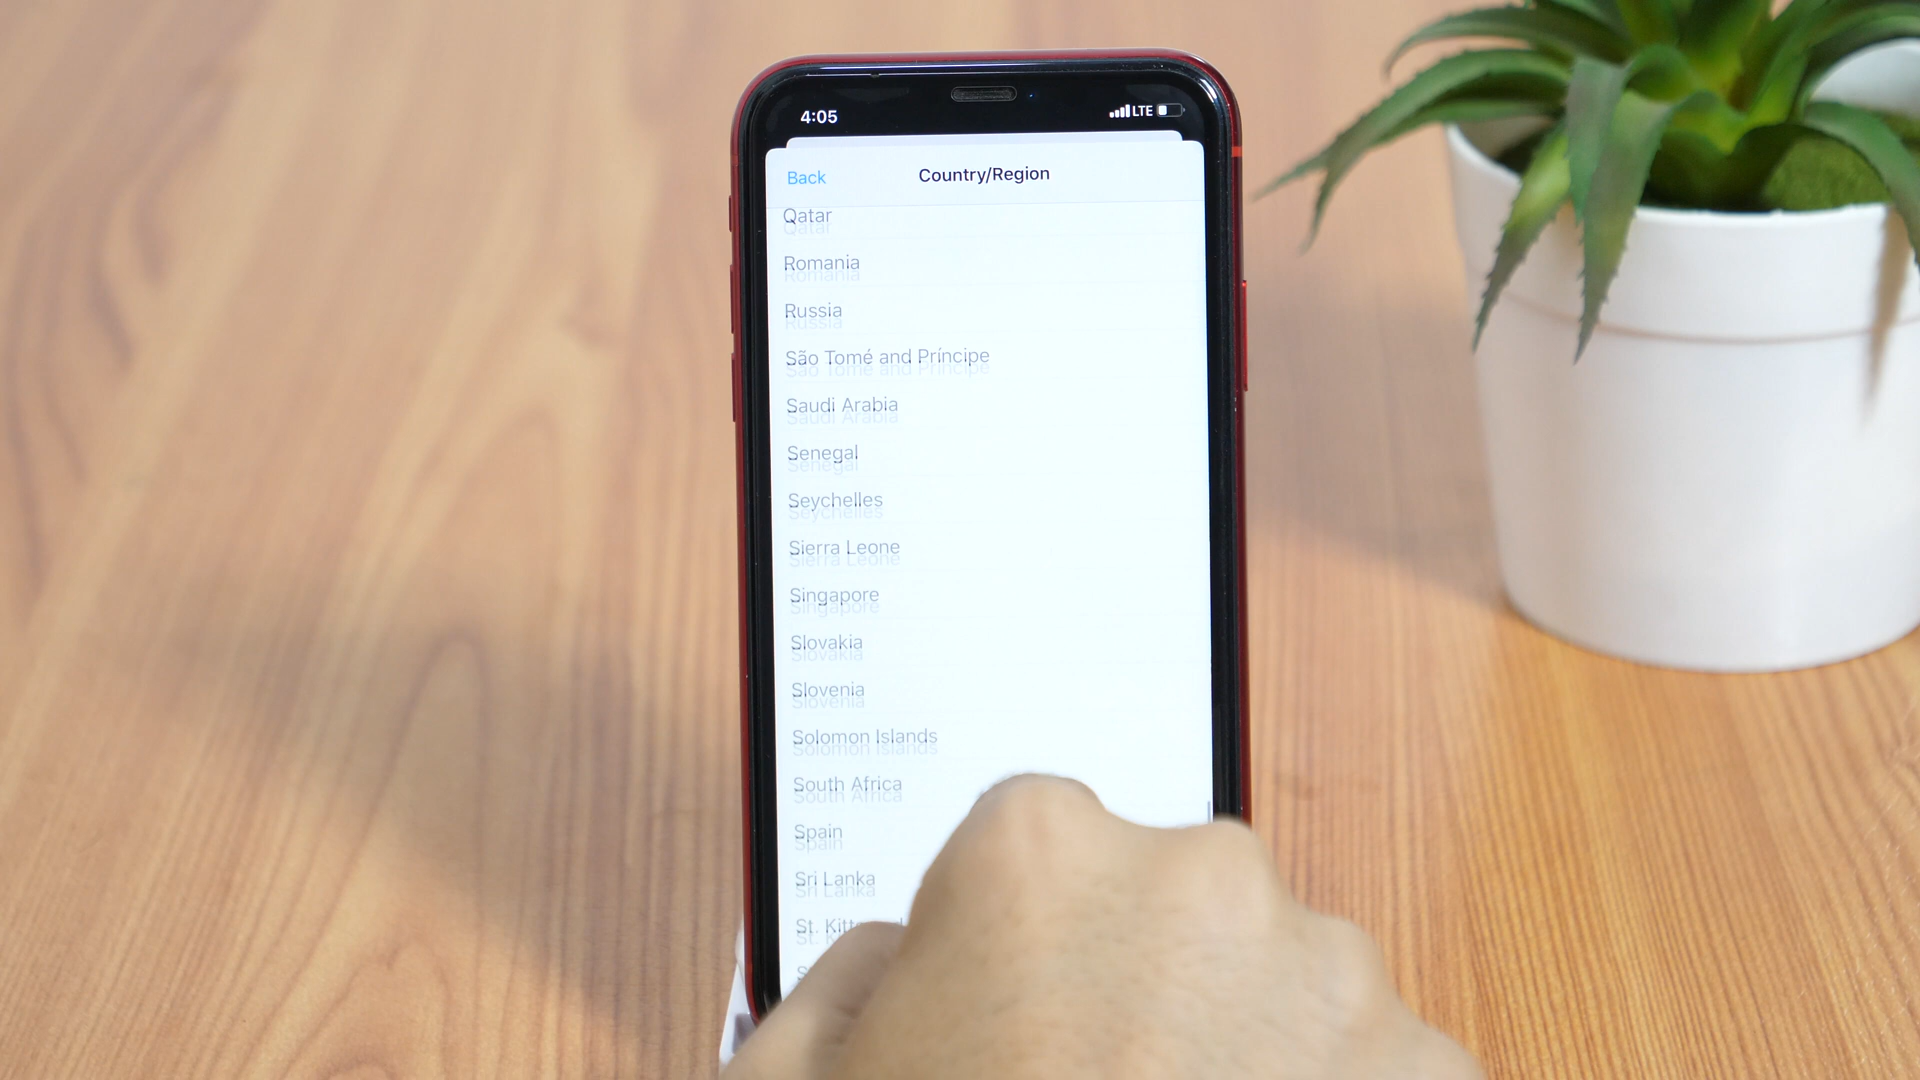 4:05
LTE
Back
Country/Region
Qatar
Romania
Russia
São Tomé and Príncipe
Saudi Arabia
Senegal
Seychelles
Sierra Leone
Singapore
Slovakia
Slovenia
Solomon Islands
South Africa
Spain
Sri Lanka
St.